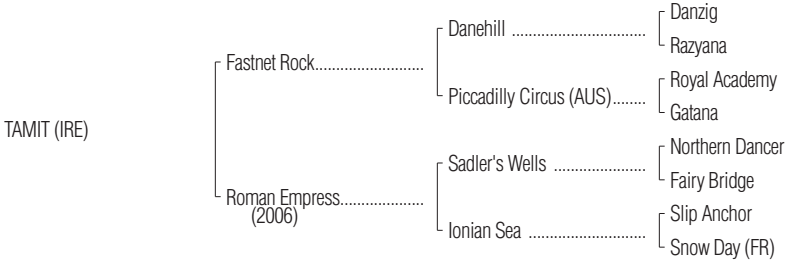 Danzig
Danehill ................................
Razyana
Fastnet Rock..........................
Royal Academy
Piccadilly Circus (AUS)........
Gatana
TAMIT (IRE)
Northern Dancer
Sadler's Wells ......................
Fairy Bridge
Roman Empress....................
(2006)
Slip Anchor
Ionian Sea ............................
Snow Day (FR)